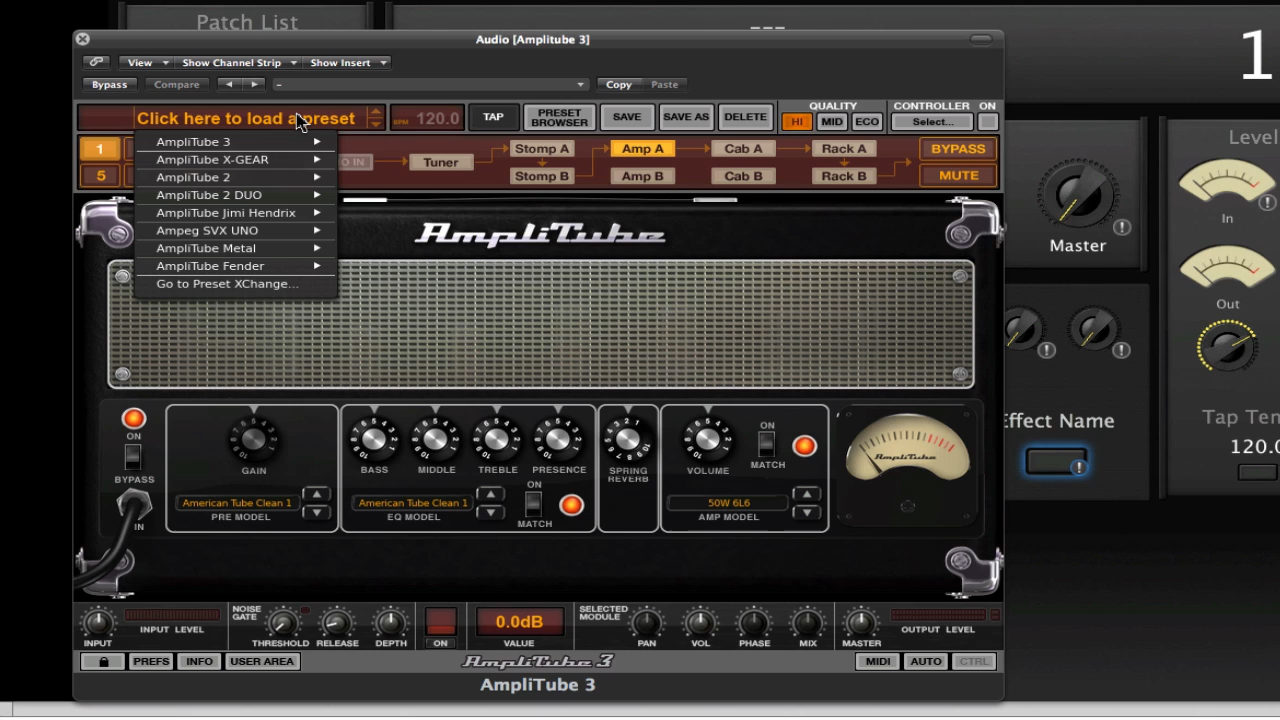 Patch List
---
1
Audio [Amplitube 3]
View
Show Channel Strip
Show Insert
Bypass
Compare
–
Copy
Paste
Click here to load a preset
BPM 120.0
TAP
PRESET
BROWSER
SAVE
SAVE AS
DELETE
QUALITY
HI
MID
ECO
CONTROLLER
ON
Select...
1
5
O IN
Tuner
Stomp A
Stomp B
Amp A
Amp B
Cab A
Cab B
Rack A
Rack B
BYPASS
MUTE
AmpliTube 3
AmpliTube X-GEAR
AmpliTube 2
AmpliTube 2 DUO
AmpliTube Jimi Hendrix
Ampeg SVX UNO
AmpliTube Metal
AmpliTube Fender
Go to Preset XChange...
AmpliTube
ON
BYPASS
IN
GAIN
American Tube Clean 1
PRE MODEL
BASS
MIDDLE
TREBLE
PRESENCE
American Tube Clean 1
EQ MODEL
ON
MATCH
SPRING
REVERB
VOLUME
ON
MATCH
50W 6L6
AMP MODEL
AmpliTube
INPUT
INPUT LEVEL
NOISE
GATE
THRESHOLD
RELEASE
DEPTH
ON
0.0dB
VALUE
SELECTED
MODULE
PAN
VOL
PHASE
MIX
MASTER
OUTPUT LEVEL
PREFS
INFO
USER AREA
AmpliTube 3
MIDI
AUTO
CTRL
AmpliTube 3
Master
Level
In
Out
Effect Name
Tap Tem
120.0